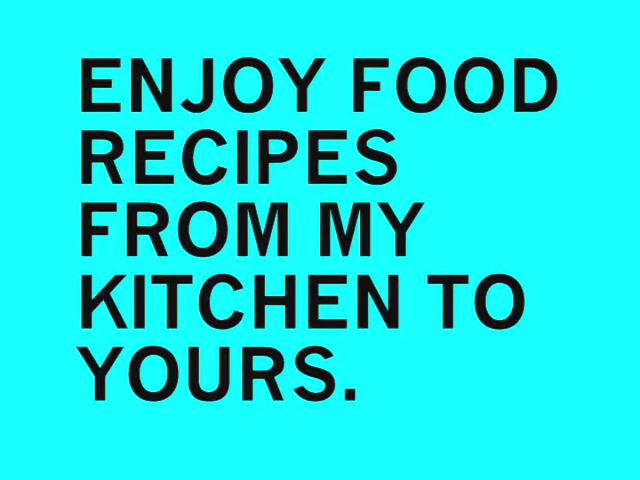 ENJOY FOOD
RECIPES
FROM MY
KITCHEN TO
YOURS.